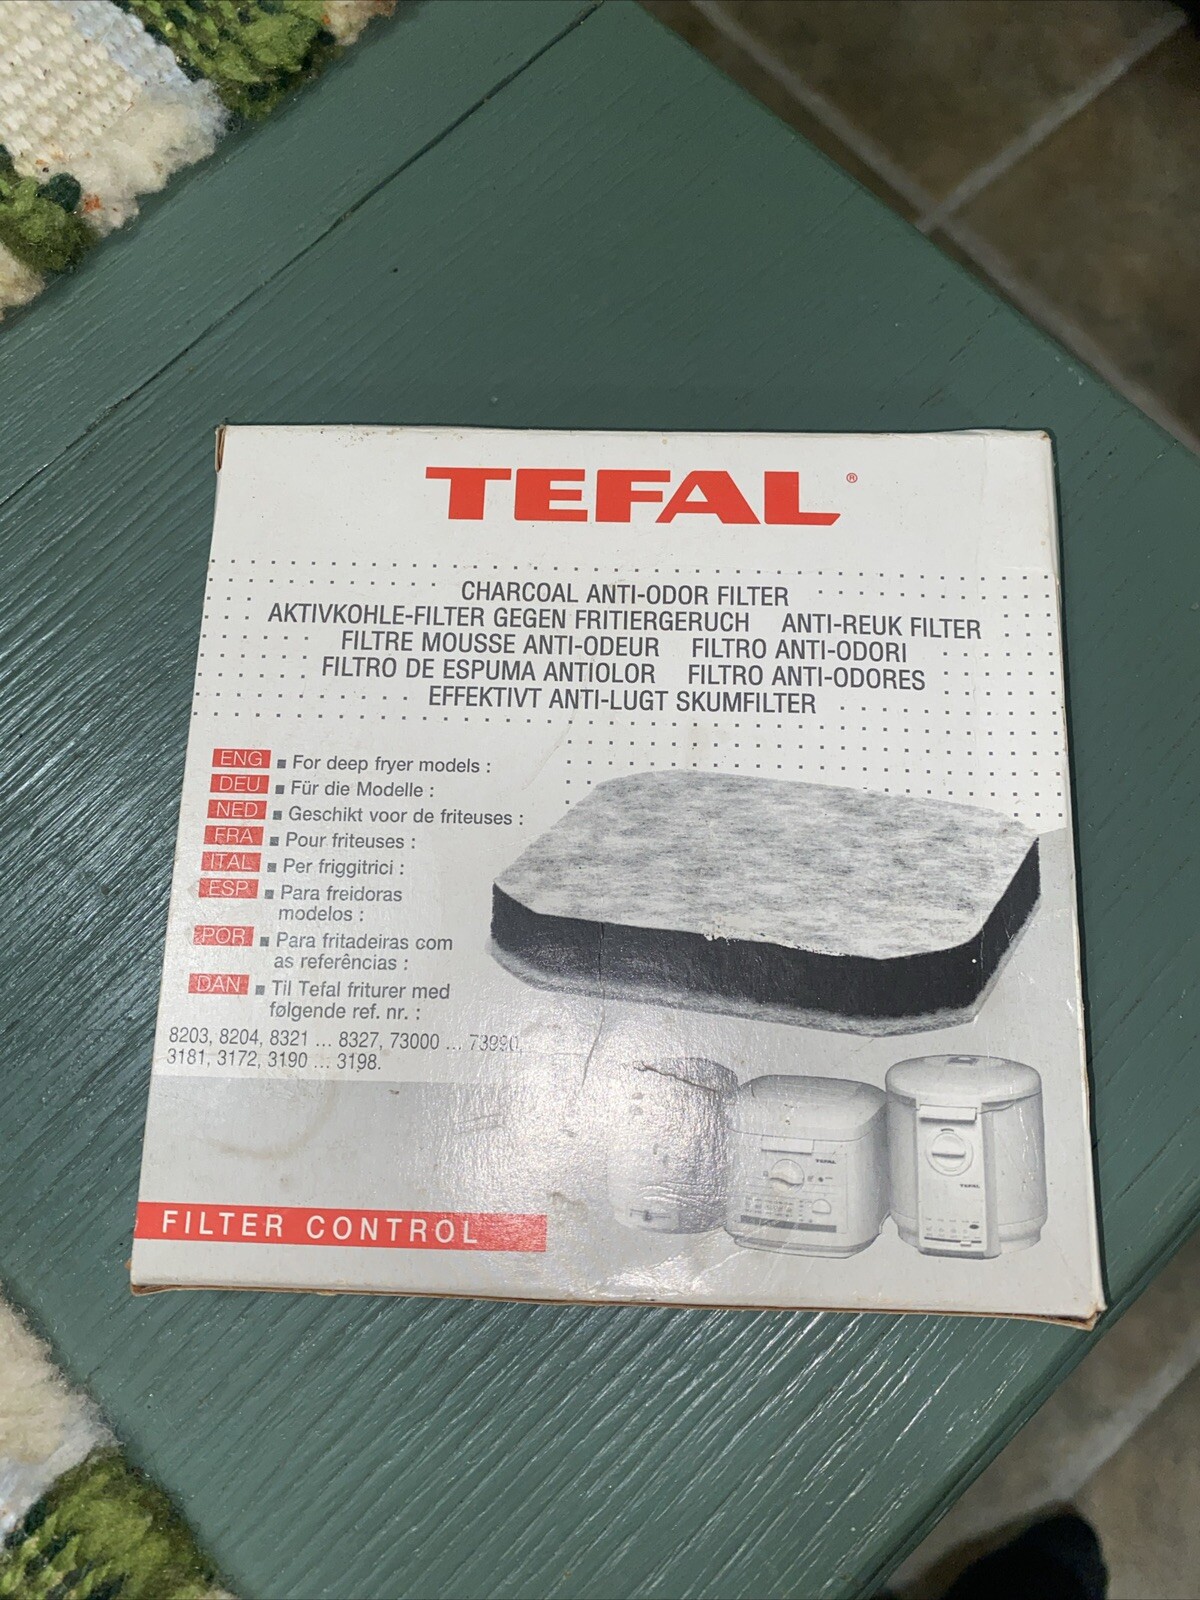 TEFAL®
CHARCOAL ANTI-ODOR FILTER
AKTIVKOHLE-FILTER GEGEN FRITIERGERUCH ANTI-REUK FILTER
FILTRE MOUSSE ANTI-ODEUR FILTRO ANTI-ODORI
FILTRO DE ESPUMA ANTIOLOR FILTRO ANTI-ODORES
EFFEKTIVT ANTI-LUGT SKUMFILTER
ENG ■ For deep fryer models :
DEU ■ Für die Modelle :
NED ■ Geschikt voor de friteuses :
FRA ■ Pour friteuses :
ITAL ■ Per friggitrici :
ESP ■ Para freidoras
modelos :
POR ■ Para fritadeiras com
as referências :
DAN ■ Til Tefal friturer med
følgende ref. nr. :
8203, 8204, 8321 ... 8327, 73000 ... 73990,
3181, 3172, 3190 ... 3198.
TEFAL
TEFAL
FILTER CONTROL